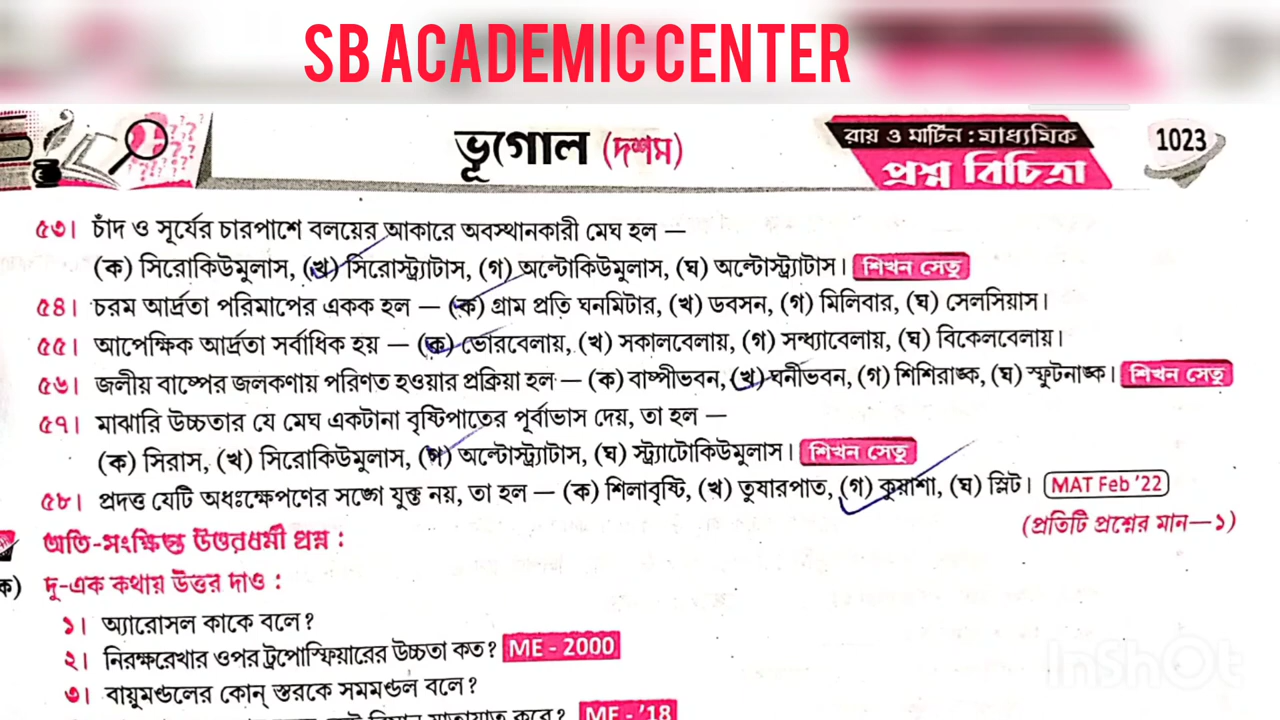 SB ACADEMIC CENTER
ভূগোল (দশম)
রায় ও মার্টিন : মাধ্যমিক
প্রশ্ন বিচিত্রা
1023
৫৩। চাঁদ ও সূর্যের চারপাশে বলয়ের আকারে অবস্থানকারী মেঘ হল —
(ক) সিরোকিউমুলাস, (খ) সিরোস্ট্র্যাটাস, (গ) অল্টোকিউমুলাস, (ঘ) অল্টোস্ট্র্যাটাস। শিখন সেতু
৫৪। চরম আর্দ্রতা পরিমাপের একক হল — (ক) গ্রাম প্রতি ঘনমিটার, (খ) ডবসন, (গ) মিলিবার, (ঘ) সেলসিয়াস।
৫৫। আপেক্ষিক আর্দ্রতা সর্বাধিক হয় — (ক) ভোরবেলায়, (খ) সকালবেলায়, (গ) সন্ধ্যাবেলায়, (ঘ) বিকেলবেলায়।
৫৬। জলীয় বাষ্পের জলকণায় পরিণত হওয়ার প্রক্রিয়া হল — (ক) বাষ্পীভবন, (খ) ঘনীভবন, (গ) শিশিরাঙ্ক, (ঘ) স্ফুটনাঙ্ক। শিখন সেতু
৫৭। মাঝারি উচ্চতার যে মেঘ একটানা বৃষ্টিপাতের পূর্বাভাস দেয়, তা হল —
(ক) সিরাস, (খ) সিরোকিউমুলাস, (গ) অল্টোস্ট্র্যাটাস, (ঘ) স্ট্র্যাটোকিউমুলাস। শিখন সেতু
৫৮। প্রদত্ত যেটি অধঃক্ষেপণের সঙ্গে যুক্ত নয়, তা হল — (ক) শিলাবৃষ্টি, (খ) তুষারপাত, (গ) কুয়াশা, (ঘ) স্লিট। MAT Feb '22
(প্রতিটি প্রশ্নের মান—১)
অতি-সংক্ষিপ্ত উত্তরধর্মী প্রশ্ন :
ক) দু-এক কথায় উত্তর দাও :
১। অ্যারোসল কাকে বলে?
২। নিরক্ষরেখার ওপর ট্রপোস্ফিয়ারের উচ্চতা কত? ME - 2000
৩। বায়ুমণ্ডলের কোন্ স্তরকে সমমণ্ডল বলে?
ME - '18
InShOt